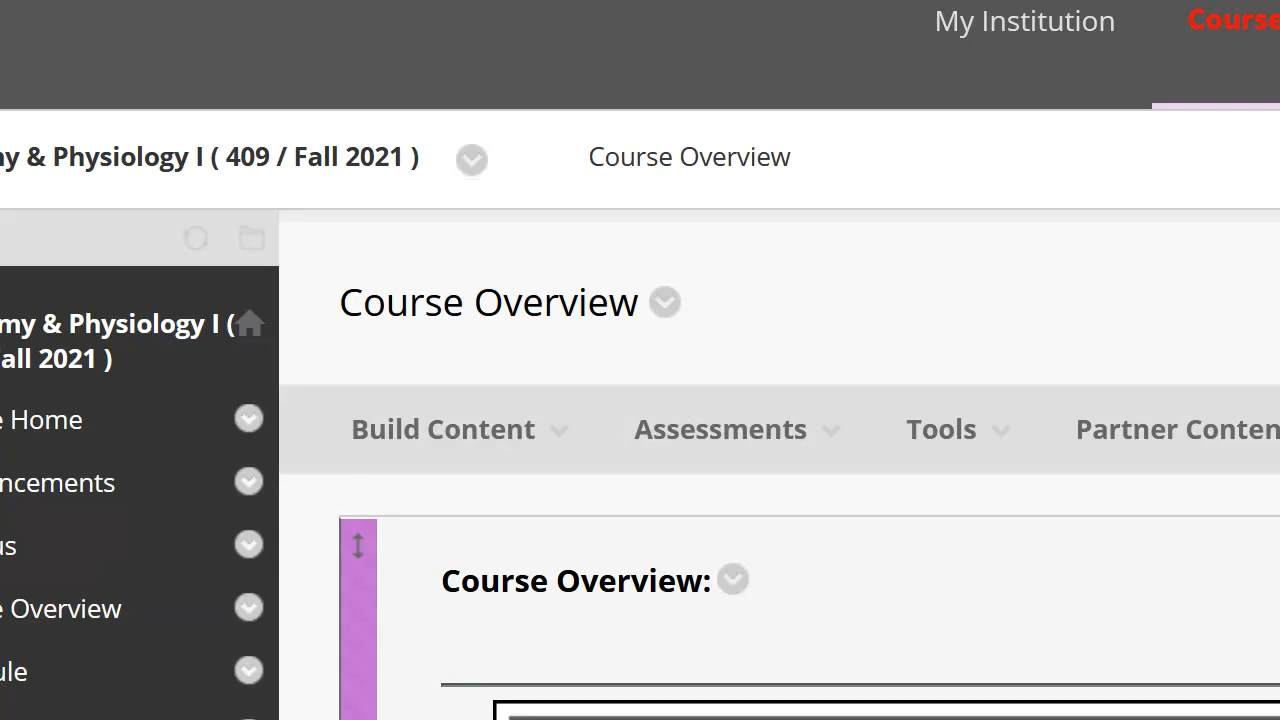 My Institution Course
my & Physiology I ( 409 / Fall 2021 ) Course Overview
my & Physiology I (
all 2021 )
e Home
ncements
us
e Overview
ule
Course Overview
Build Content Assessments Tools Partner Conten
Course Overview: